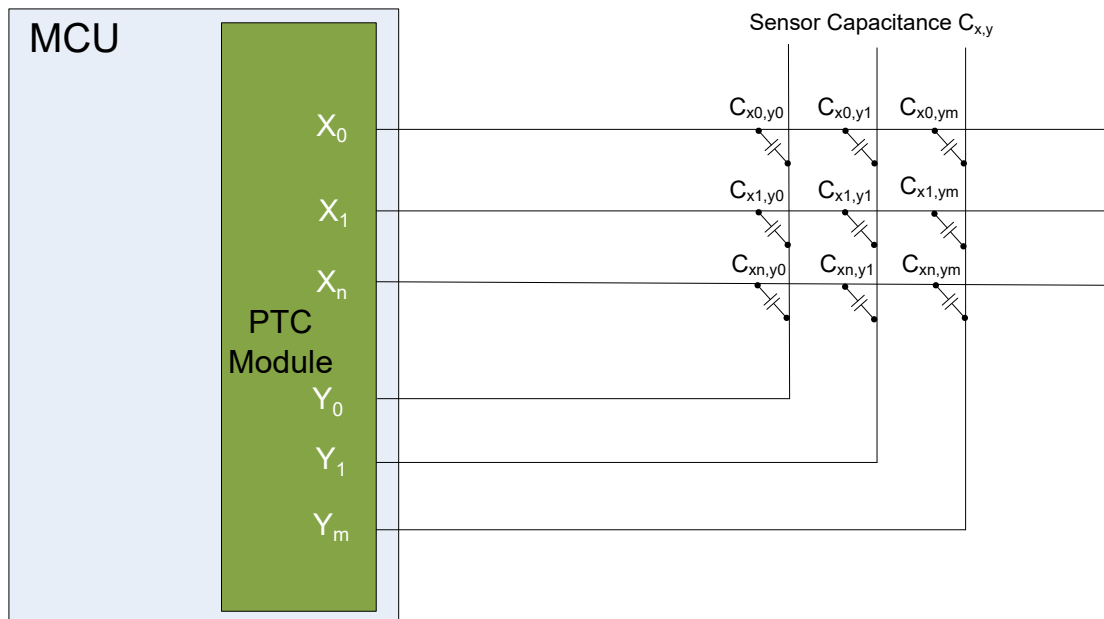 MCU
Sensor Capacitance Cx,y
Cx0,y0 Cx0,y1 Cx0,ym
X0
Cx1,y0 Cx1,y1 Cx1,ym
X1
Cxn,y0 Cxn,y1 Cxn,ym
Xn
PTC
Module
Y0
Y1
Ym